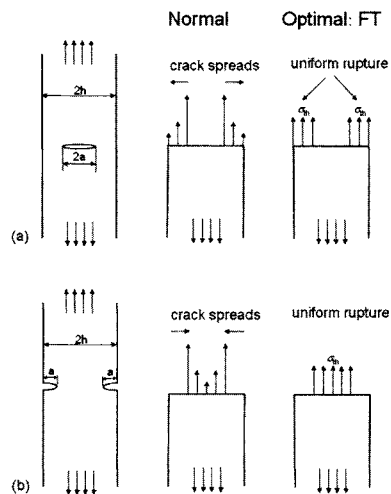 Normal
Optimal: FT
crack spreads
uniform rupture
2h
σth
σth
2a
(a)
crack spreads
uniform rupture
2h
a
a
σth
(b)